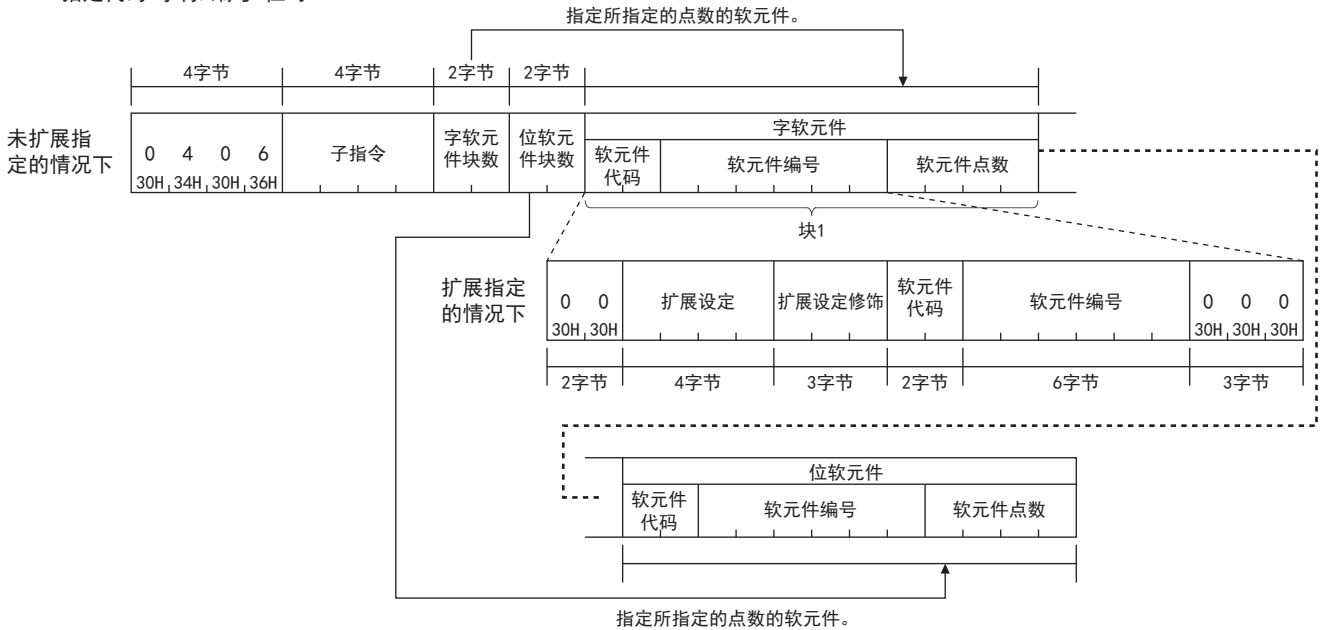 指定所指定的点数的软元件。
4字节 4字节 2字节 2字节
未扩展指
定的情况下
0 4 0 6
30H 34H 30H 36H
子指令
字软元
件块数
位软元
件块数
字软元件
软元件
代码
软元件编号
软元件点数
块1
扩展指定
的情况下
0 0
30H 30H
扩展设定
扩展设定修饰
软元件
代码
软元件编号
0 0 0
30H 30H 30H
2字节 4字节 3字节 2字节 6字节 3字节
位软元件
软元件
代码
软元件编号
软元件点数
指定所指定的点数的软元件。